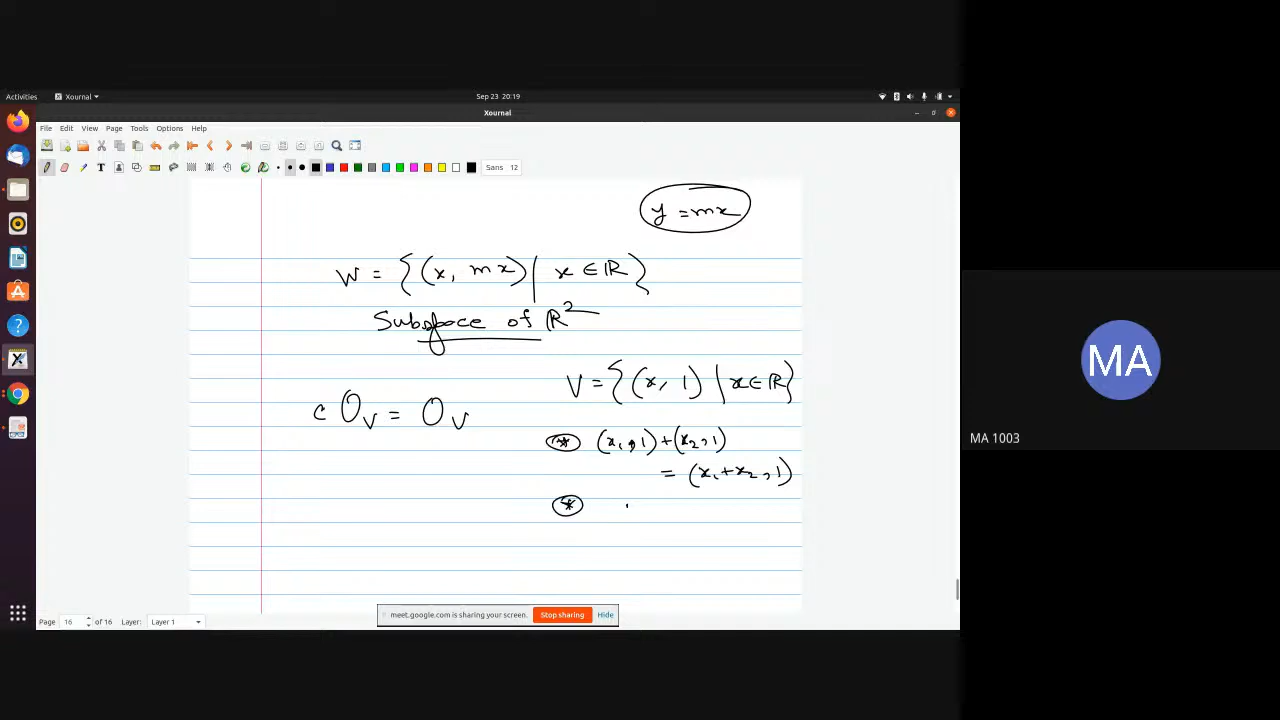 Activities Xournal Sep 23 20:19
Xournal
File Edit View Page Tools Options Help
Sans 12
y = mx
W = {(x, mx) | x ∈ ℝ}
Subspace of ℝ²
V = {(x, 1) | x ∈ ℝ}
c 0_V = 0_V
* (x₁, 1) + (x₂, 1)
= (x₁ + x₂, 1)
*
MA
MA 1003
meet.google.com is sharing your screen. Stop sharing Hide
Page 16 of 16 Layer: Layer 1